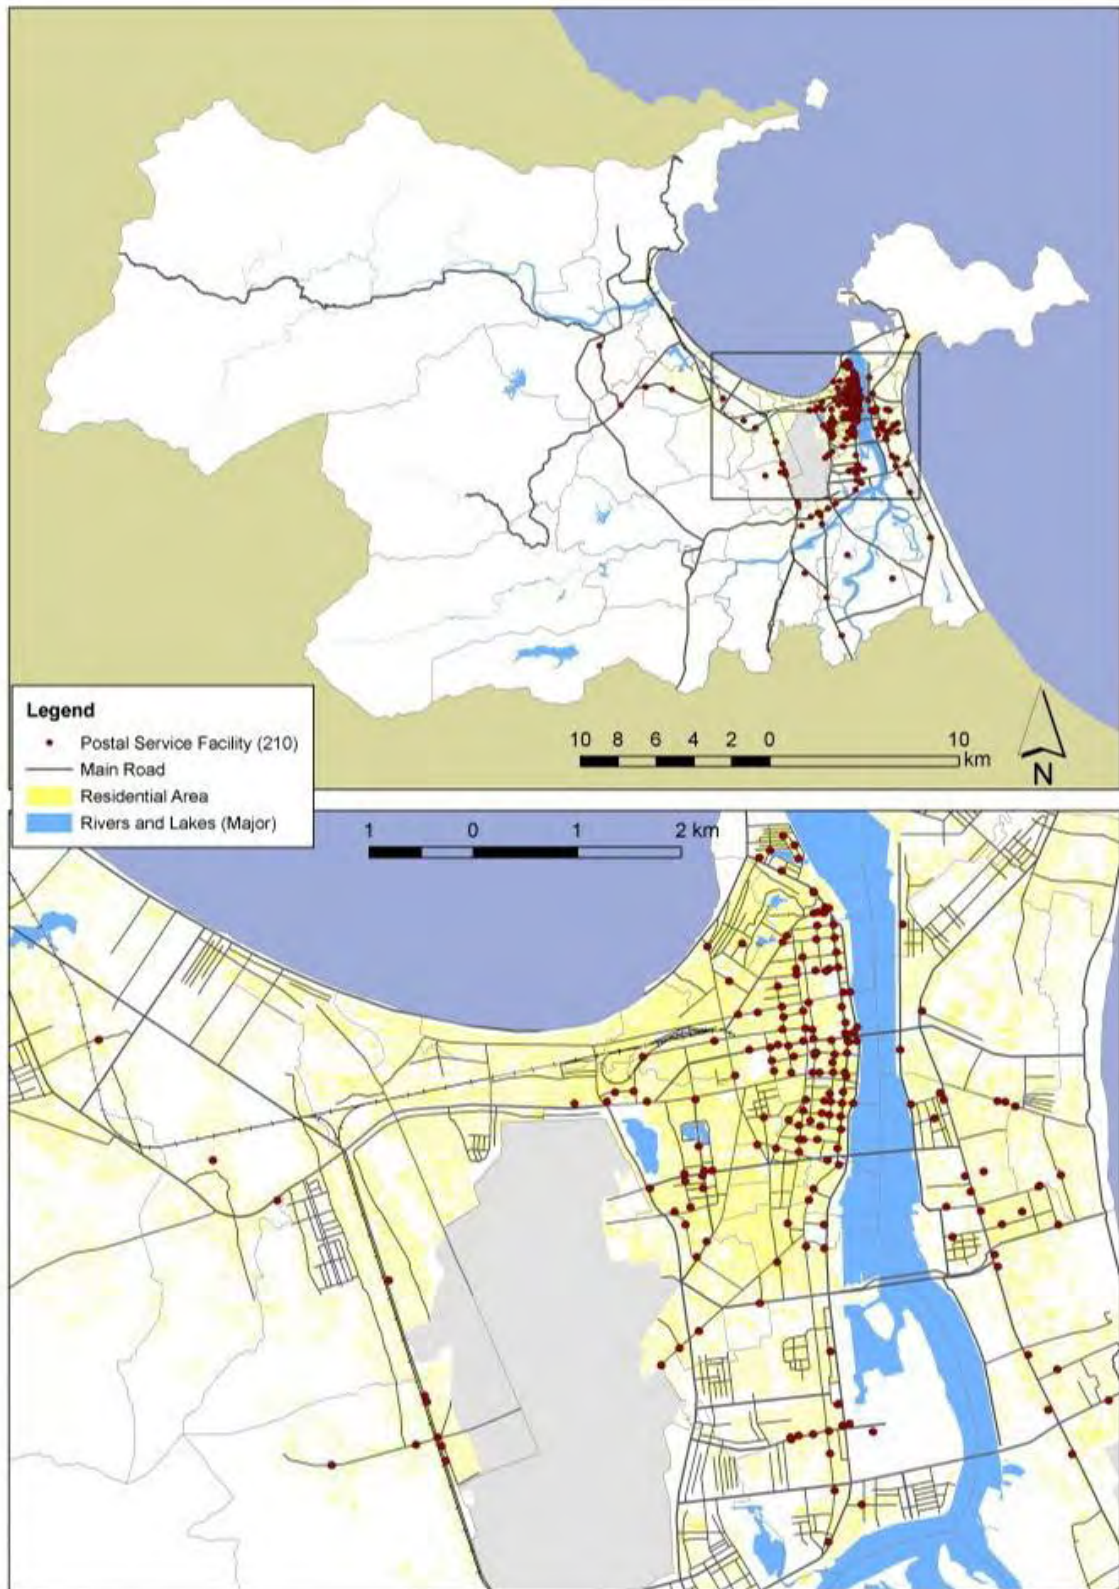 Legend
Postal Service Facility (210)
Main Road
Residential Area
Rivers and Lakes (Major)
10 8 6 4 2 0 10
km
N
1 0 1 2 km